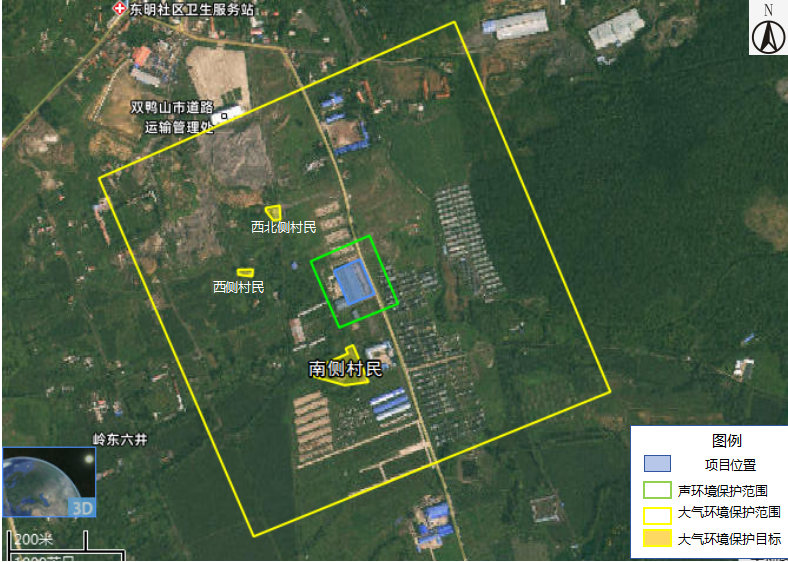 东明社区卫生服务站
N
双鸭山市道路
运输管理处
西北侧村民
西侧村民
南侧村民
岭东六井
3D
200米
图例
项目位置
声环境保护范围
大气环境保护范围
大气环境保护目标